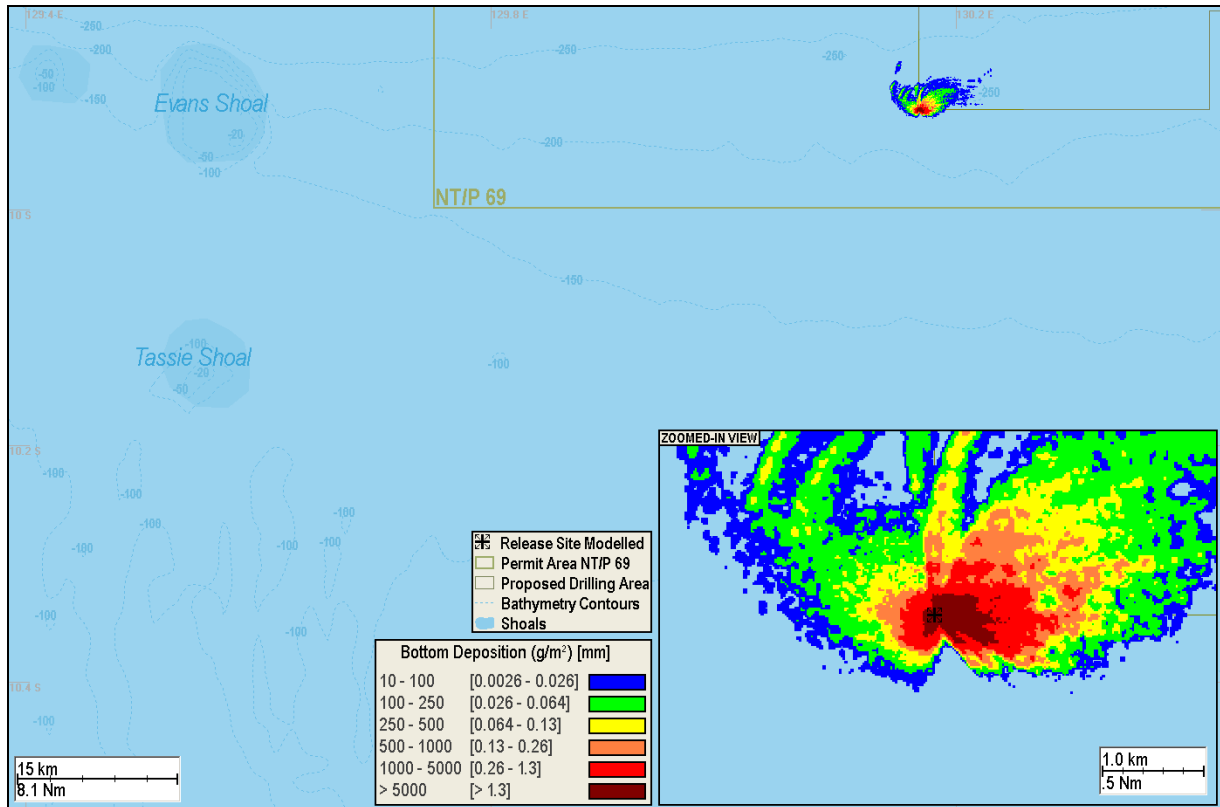 129.4 E
129.8 E
130.2 E
-250
-200
-50
-100
-150
Evans Shoal
-20
-50
-100
-250
-250
-250
-200
NT/P 69
10 S
-150
-100
Tassie Shoal
-20
-50
-100
10.2 S
-100
-100
-100
-100
-100
-100
-100
-100
-100
10.4 S
-100
ZOOMED-IN VIEW
Release Site Modelled
Permit Area NT/P 69
Proposed Drilling Area
Bathymetry Contours
Shoals
Bottom Deposition (g/m²) [mm]
10 - 100 [0.0026 - 0.026]
100 - 250 [0.026 - 0.064]
250 - 500 [0.064 - 0.13]
500 - 1000 [0.13 - 0.26]
1000 - 5000 [0.26 - 1.3]
> 5000 [> 1.3]
15 km
8.1 Nm
1.0 km
.5 Nm